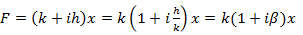 F = (k + ih)x = k(1 + i h/k)x = k(1 + iβ)x